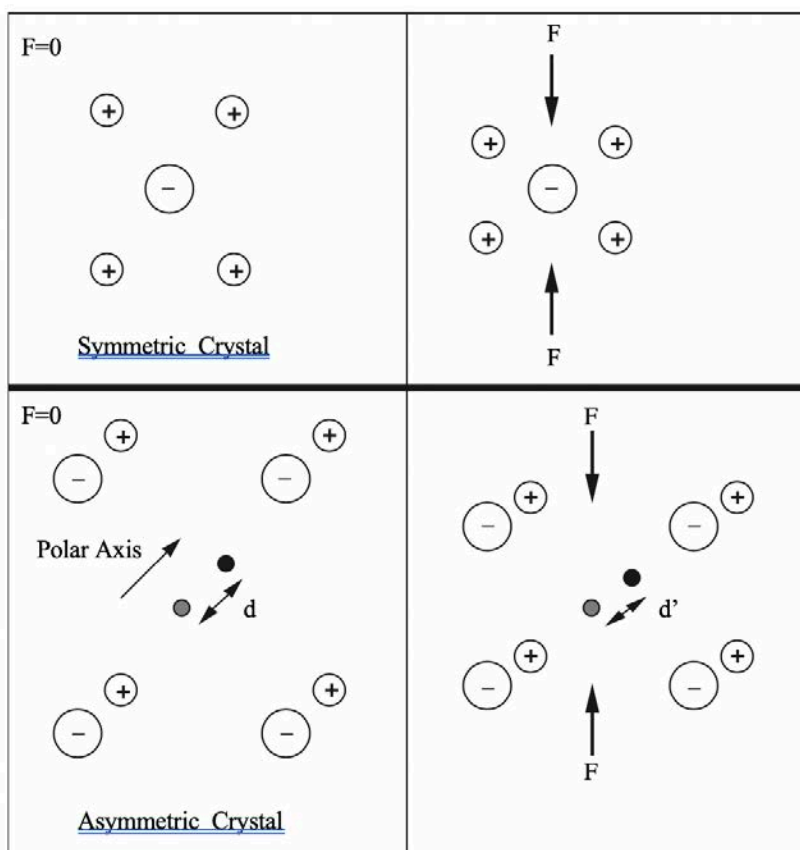 F=0
+
+
−
+
+
Symmetric Crystal
F
+
+
−
+
+
F
F=0
+
+
−
−
Polar Axis
d
+
+
−
−
Asymmetric Crystal
F
+
+
−
−
d’
+
+
−
−
F